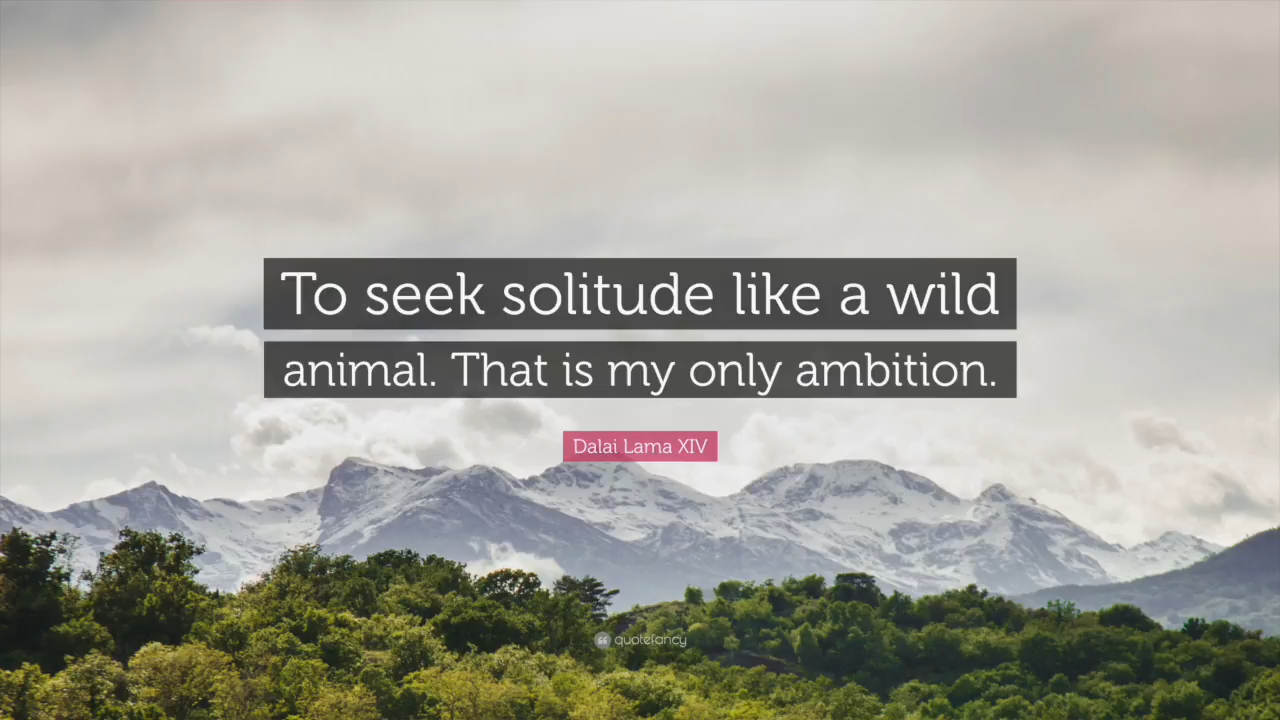 To seek solitude like a wild
animal. That is my only ambition.
Dalai Lama XIV
quotefancy